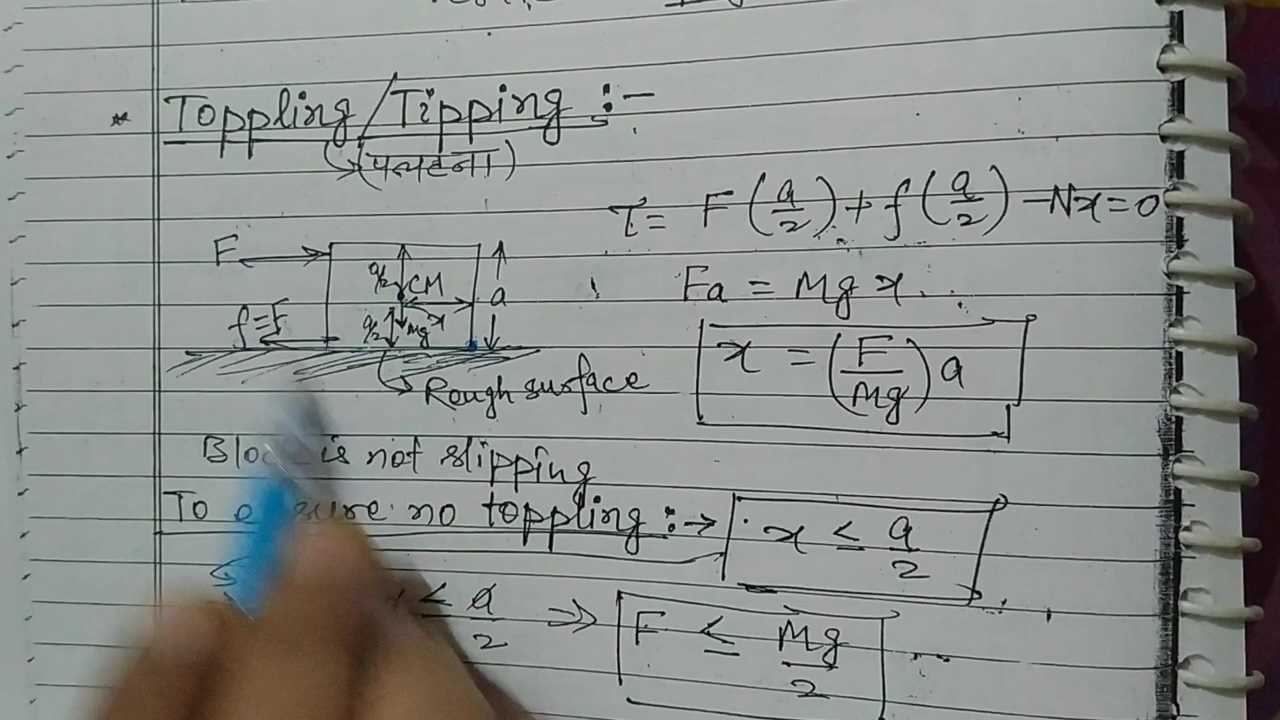 * Toppling/Tipping :-
(पलटना)
τ = F(a/2) + f(a/2) - Nx = 0
F
a/2 CM
a
Fa = Mg x
f=F
a/2 Mg x
x = (F/Mg) a
Rough surface
is not slipping
To no toppling :→ x ≤ a/2
≤ a/2 ⇒ F ≤ Mg/2